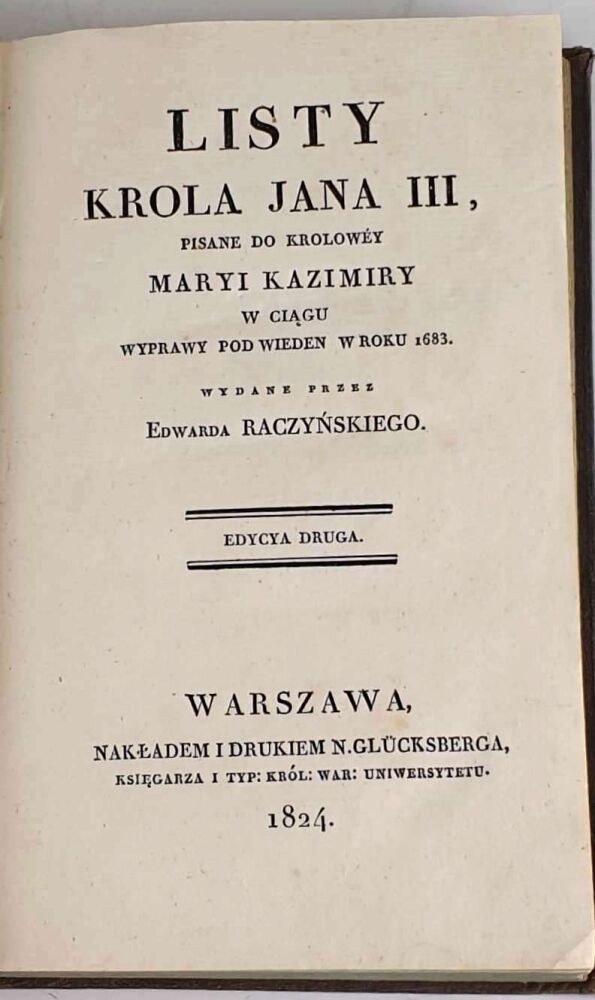 LISTY
KROLA JANA III,
PISANE DO KROLOWÉY
MARYI KAZIMIRY
W CIĄGU
WYPRAWY POD WIEDEN W ROKU 1683.
WYDANE PRZEZ
EDWARDA RACZYŃSKIEGO.
EDYCYA DRUGA.
WARSZAWA,
NAKŁADEM I DRUKIEM N. GLÜCKSBERGA,
KSIĘGARZA I TYP: KRÓL: WAR: UNIWERSYTETU.
1824.